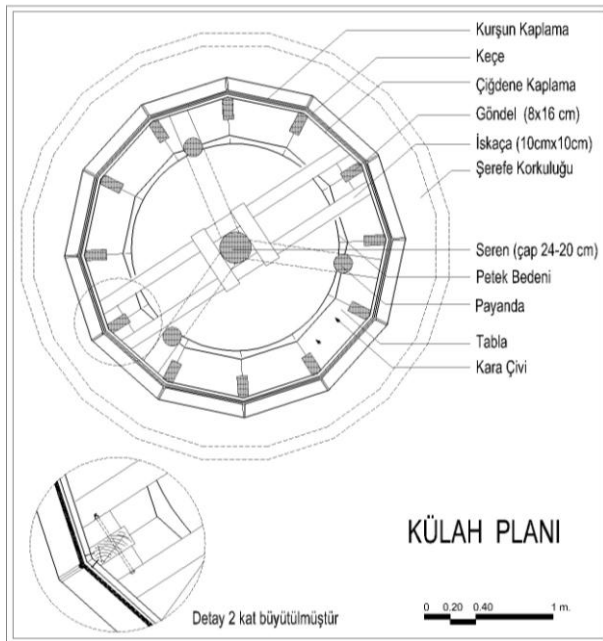 Kurşun Kaplama
Keçe
Çiğdene Kaplama
Göndel (8x16 cm)
İskaça (10cmx10cm)
Şerefe Korkuluğu
Seren (çap 24-20 cm)
Petek Bedeni
Payanda
Tabla
Kara Çivi
KÜLAH PLANI
Detay 2 kat büyütülmüştür
0 0.20 0.40 1 m.